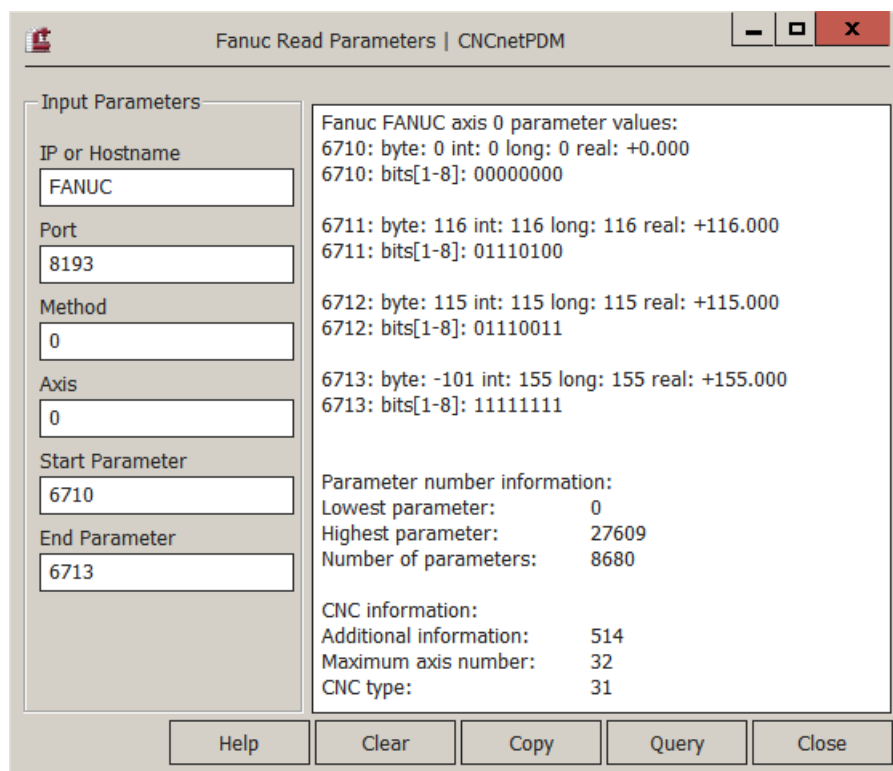 Fanuc Read Parameters | CNCnetPDM
Input Parameters
IP or Hostname
FANUC
Port
8193
Method
0
Axis
0
Start Parameter
6710
End Parameter
6713
Fanuc FANUC axis 0 parameter values:
6710: byte: 0 int: 0 long: 0 real: +0.000
6710: bits[1-8]: 00000000
6711: byte: 116 int: 116 long: 116 real: +116.000
6711: bits[1-8]: 01110100
6712: byte: 115 int: 115 long: 115 real: +115.000
6712: bits[1-8]: 01110011
6713: byte: -101 int: 155 long: 155 real: +155.000
6713: bits[1-8]: 11111111
Parameter number information:
Lowest parameter: 0
Highest parameter: 27609
Number of parameters: 8680
CNC information:
Additional information: 514
Maximum axis number: 32
CNC type: 31
Help Clear Copy Query Close